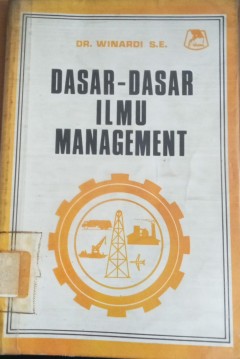 DR. WINARDI S.E.
DASAR-DASAR
ILMU
MANAGEMENT